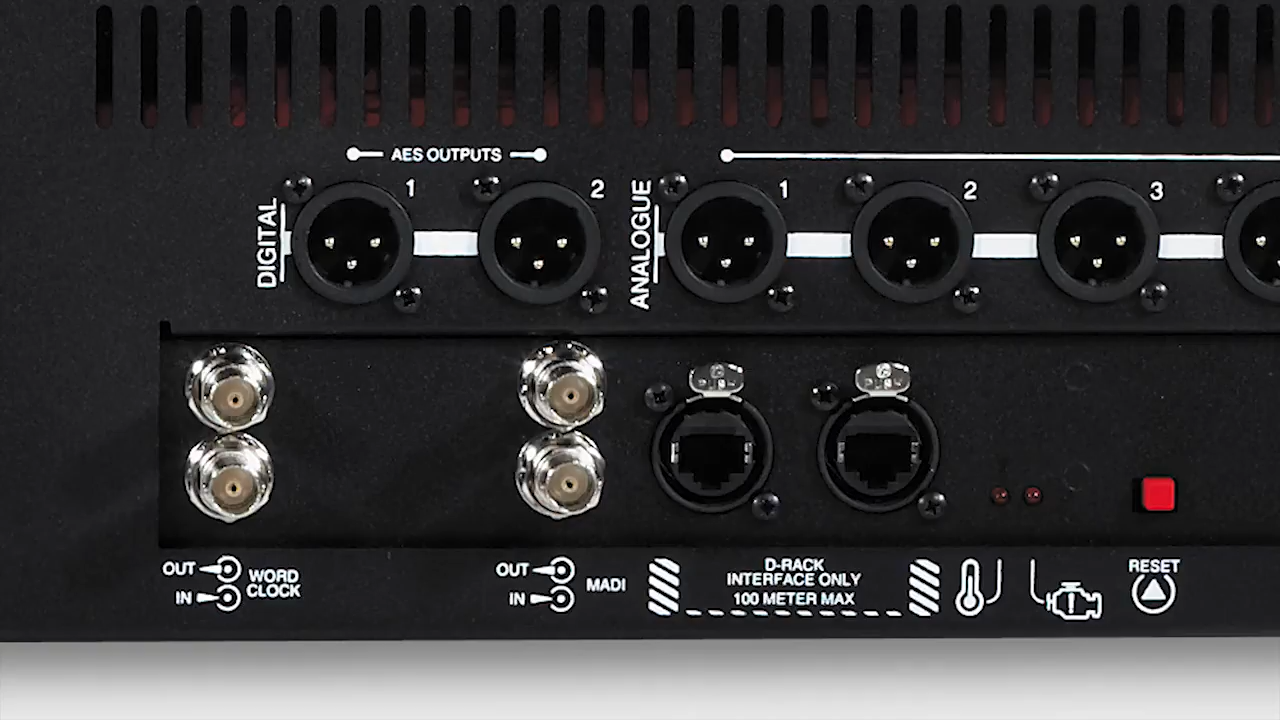 AES OUTPUTS
DIGITAL
1
2
ANALOGUE
1
2
3
OUT
IN
WORD
CLOCK
OUT
IN
MADI
D-RACK
INTERFACE ONLY
100 METER MAX
RESET